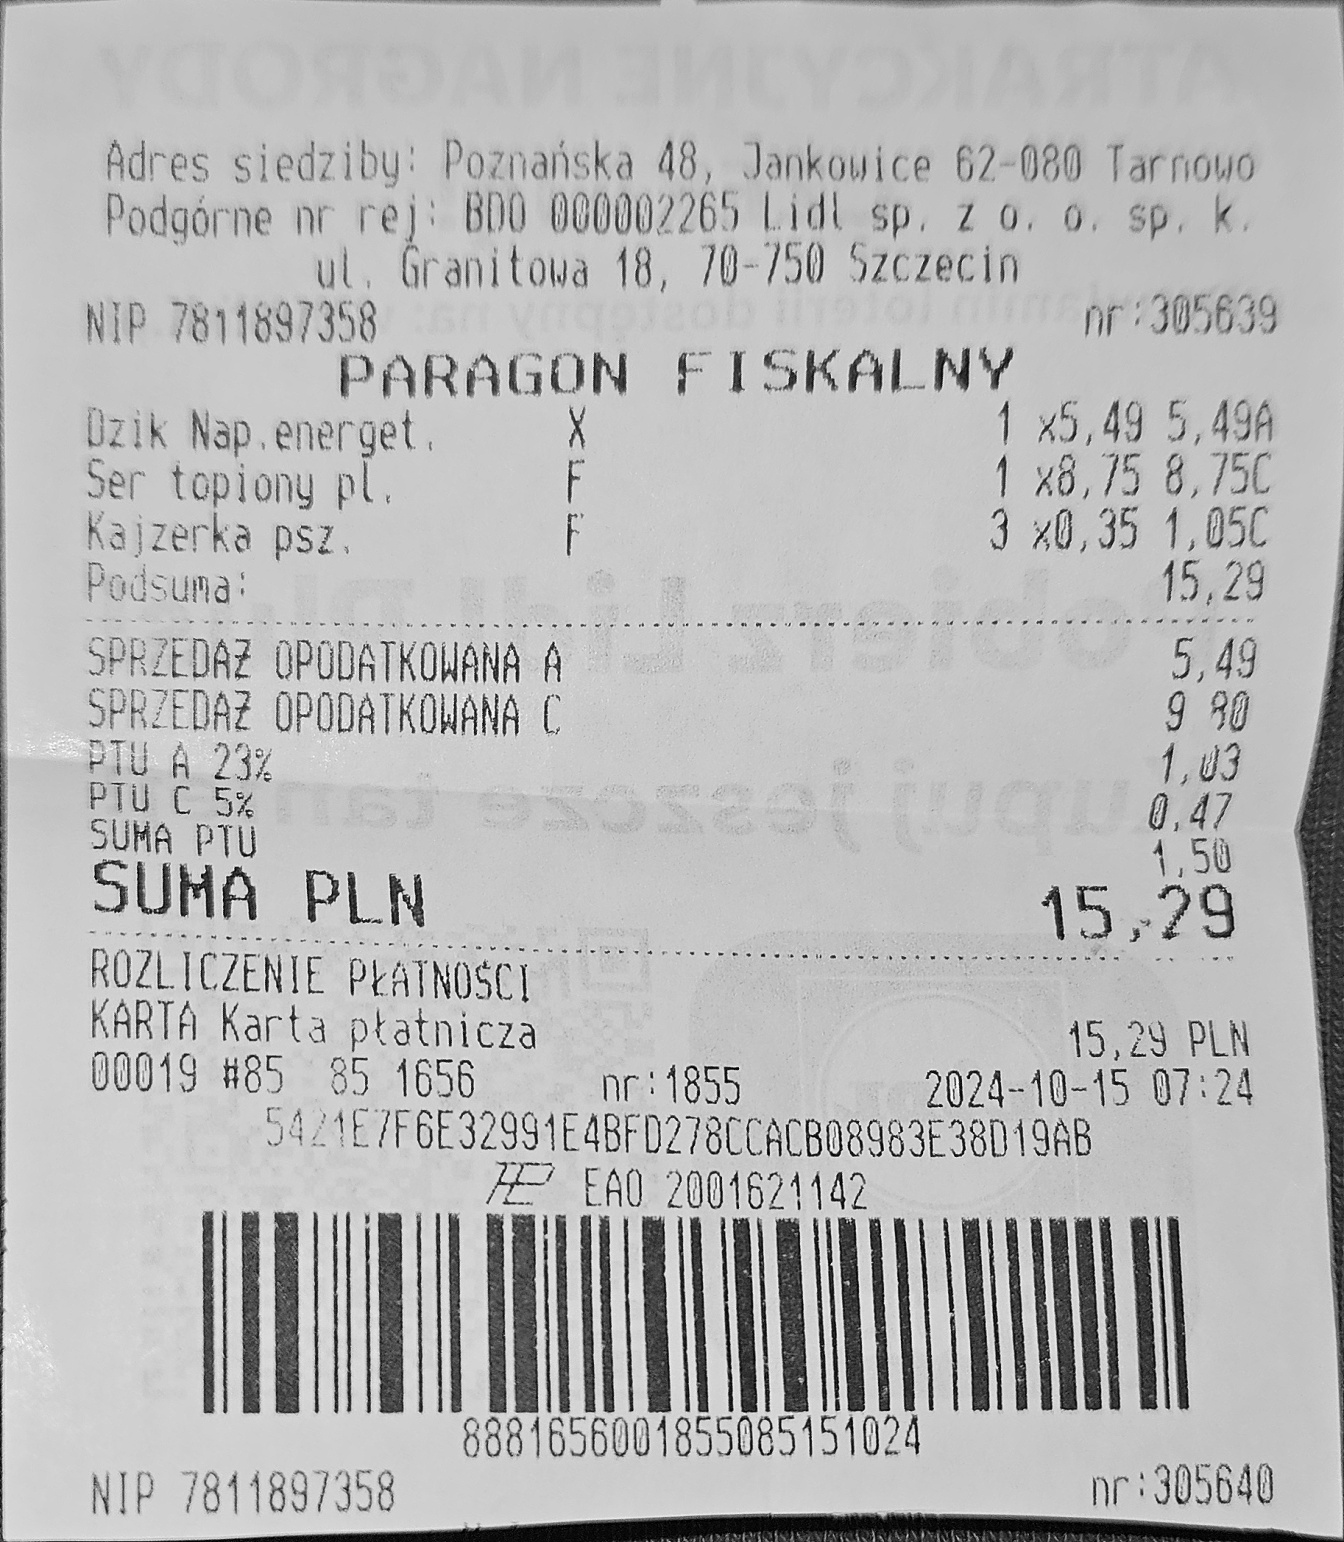 ATRAKCYJNE NAGRODY
Adres siedziby: Poznańska 48, Jankowice 62-080 Tarnowo
Podgórne nr rej: BDO 000002265 Lidl sp. z o. o. sp. k.
ul. Granitowa 18, 70-750 Szczecin
loterii dostępny na:
NIP 7811897358 nr:305639
PARAGON FISKALNY
Dzik Nap.energet. X 1 x5,49 5,49A
Ser topiony pl. F 1 x8,75 8,75C
Kajzerka psz. F 3 x0,35 1,05C
Podsuma: 15,29
SPRZEDAŻ OPODATKOWANA A 5,49
SPRZEDAŻ OPODATKOWANA C 9 80
PTU A 23% 1,03
PTU C 5% 0,47
SUMA PTU 1,50
SUMA PLN 15,29
ROZLICZENIE PŁATNOŚCI
KARTA Karta płatnicza 15,29 PLN
00019 #85 85 1656 nr:1855 2024-10-15 07:24
5421E7F6E32991E4BFD278CCACB08983E38D19AB
EAO 2001621142
8881656001855085151024
NIP 7811897358 nr:305640